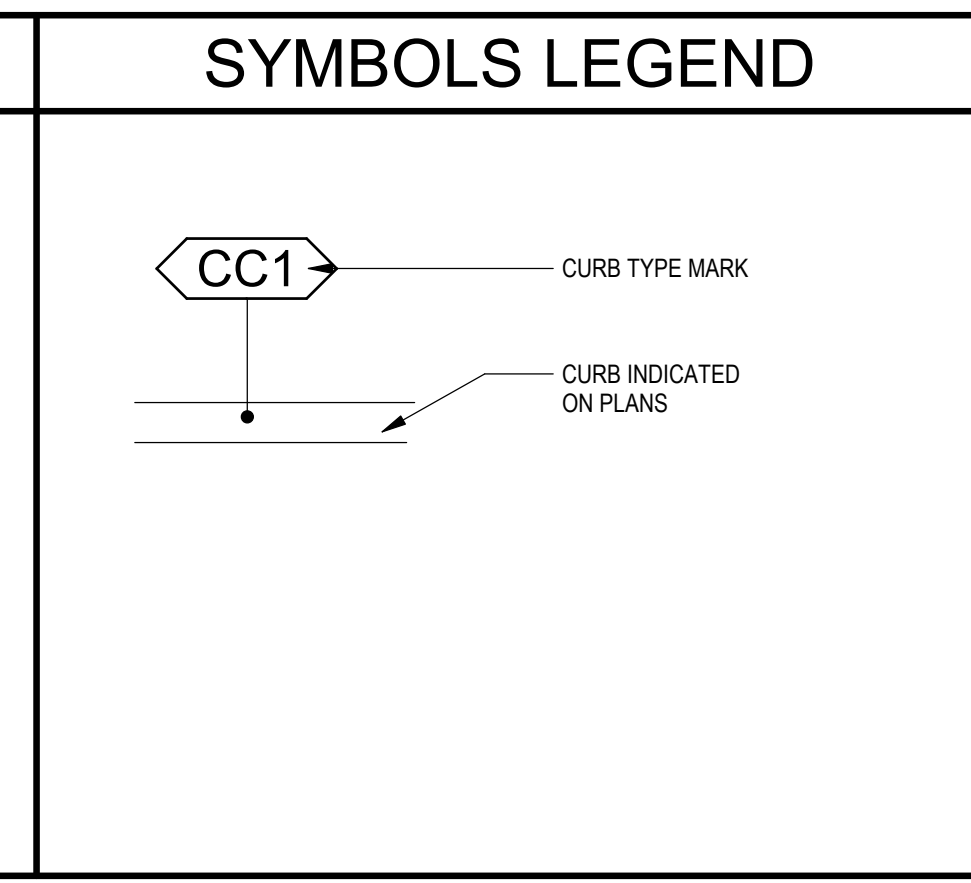 SYMBOLS LEGEND
CC1
CURB TYPE MARK
CURB INDICATED
ON PLANS